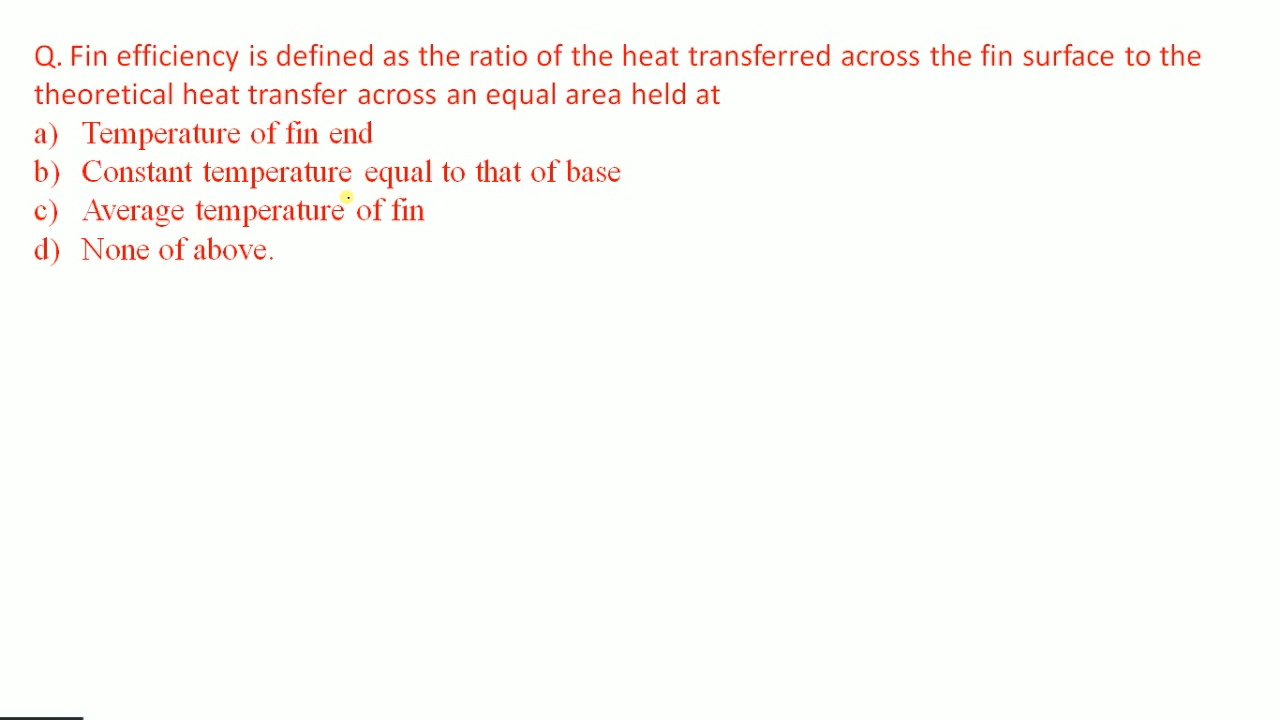 Q. Fin efficiency is defined as the ratio of the heat transferred across the fin surface to the
theoretical heat transfer across an equal area held at
a) Temperature of fin end
b) Constant temperature equal to that of base
c) Average temperature of fin
d) None of above.